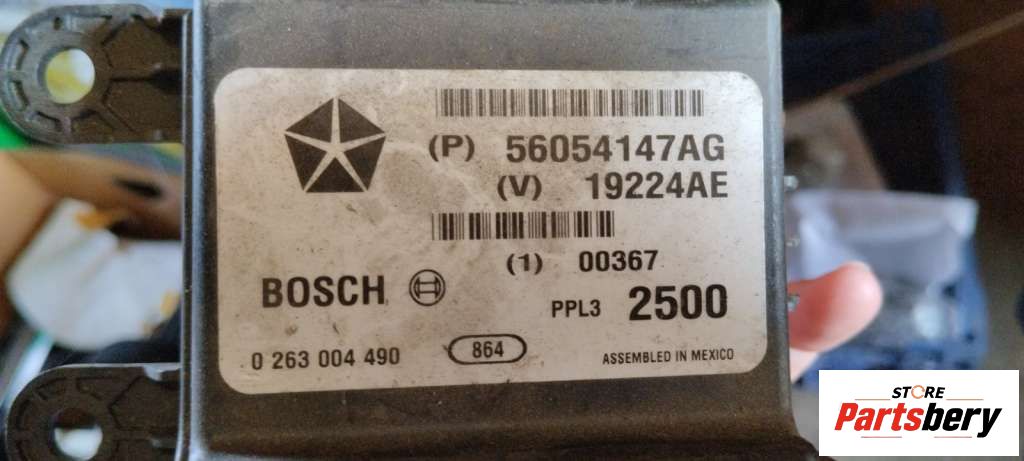 (P) 56054147AG
(V) 19224AE
(1) 00367
BOSCH
PPL3 2500
0 263 004 490
864
ASSEMBLED IN MEXICO
STORE
Partsbery